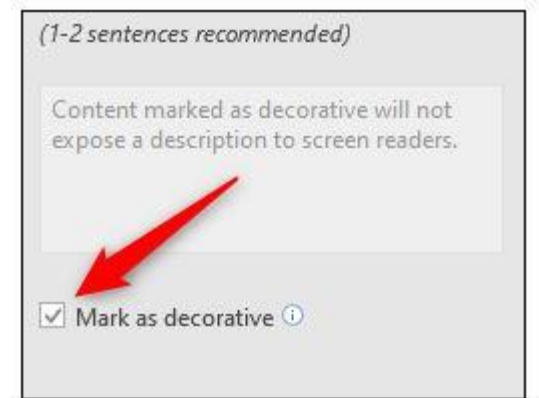 (1-2 sentences recommended)
Content marked as decorative will not
expose a description to screen readers.
Mark as decorative